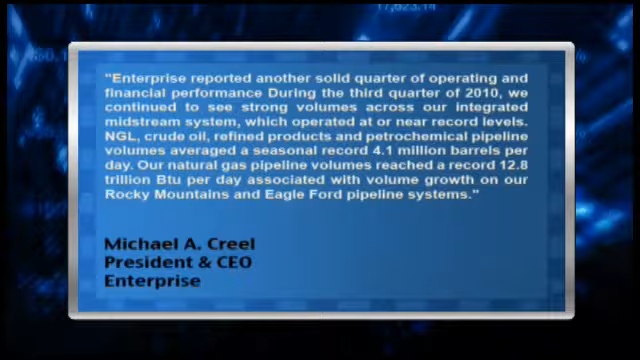 17,623.14
"Enterprise reported another solid quarter of operating and
financial performance During the third quarter of 2010, we
continued to see strong volumes across our integrated
midstream system, which operated at or near record levels.
NGL, crude oil, refined products and petrochemical pipeline
volumes averaged a seasonal record 4.1 million barrels per
day. Our natural gas pipeline volumes reached a record 12.8
trillion Btu per day associated with volume growth on our
Rocky Mountains and Eagle Ford pipeline systems."
Michael A. Creel
President & CEO
Enterprise